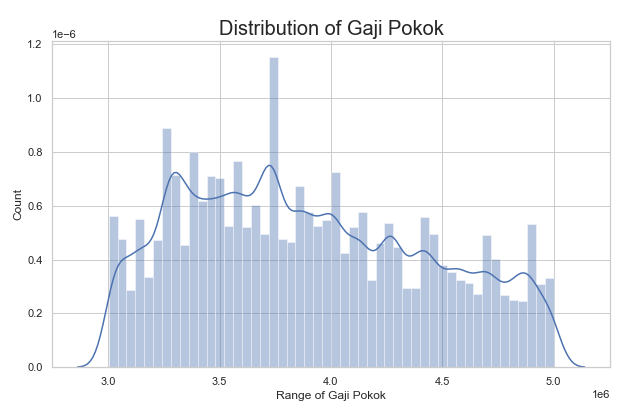 Distribution of Gaji Pokok
1e−6
1.2
1.0
0.8
0.6
0.4
0.2
0.0
Count
3.0 3.5 4.0 4.5 5.0
Range of Gaji Pokok
1e6